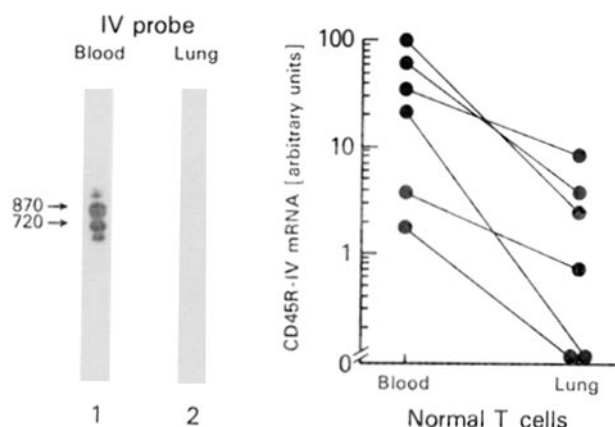 IV probe
Blood Lung
870 →
720 →
1 2
CD45R-IV mRNA [arbitrary units]
100
10
1
0
Blood Lung
Normal T cells